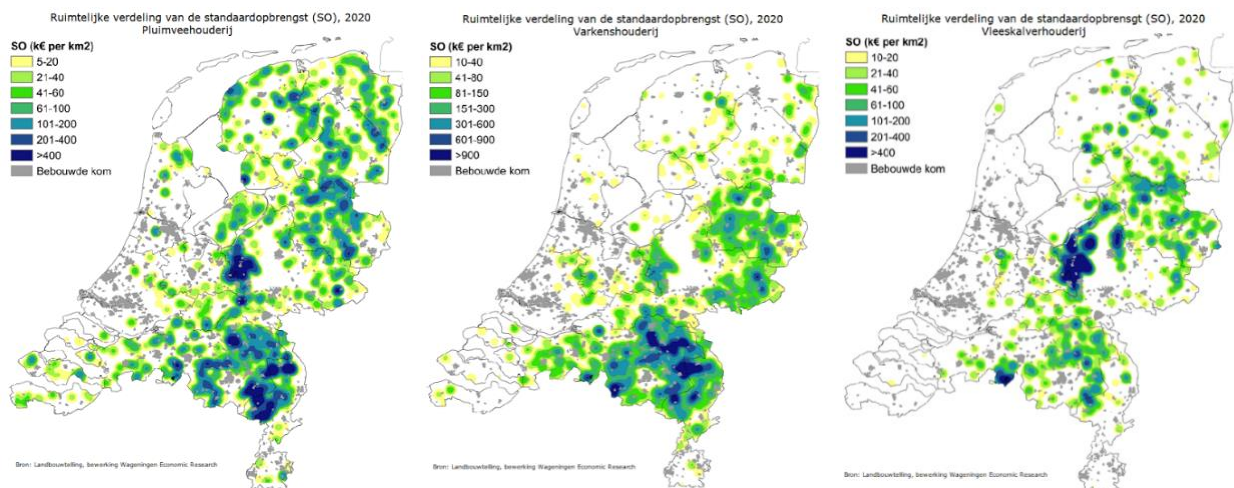 Ruimtelijke verdeling van de standaardopbrengst (SO), 2020
Pluimveehouderij
SO (k€ per km2)
5-20
21-40
41-60
61-100
101-200
201-400
>400
Bebouwde kom
Bron: Landbouwtelling, bewerking Wageningen Economic Research
Ruimtelijke verdeling van de standaardopbrengst (SO), 2020
Varkenshouderij
SO (k€ per km2)
10-40
41-80
81-150
151-300
301-600
601-900
>900
Bebouwde kom
Bron: Landbouwtelling, bewerking Wageningen Economic Research
Ruimtelijke verdeling van de standaardopbrensgt (SO), 2020
Vleeskalverhouderij
SO (k€ per km2)
10-20
21-40
41-60
61-100
101-200
201-400
>400
Bebouwde kom
Bron: Landbouwtelling, bewerking Wageningen Economic Research